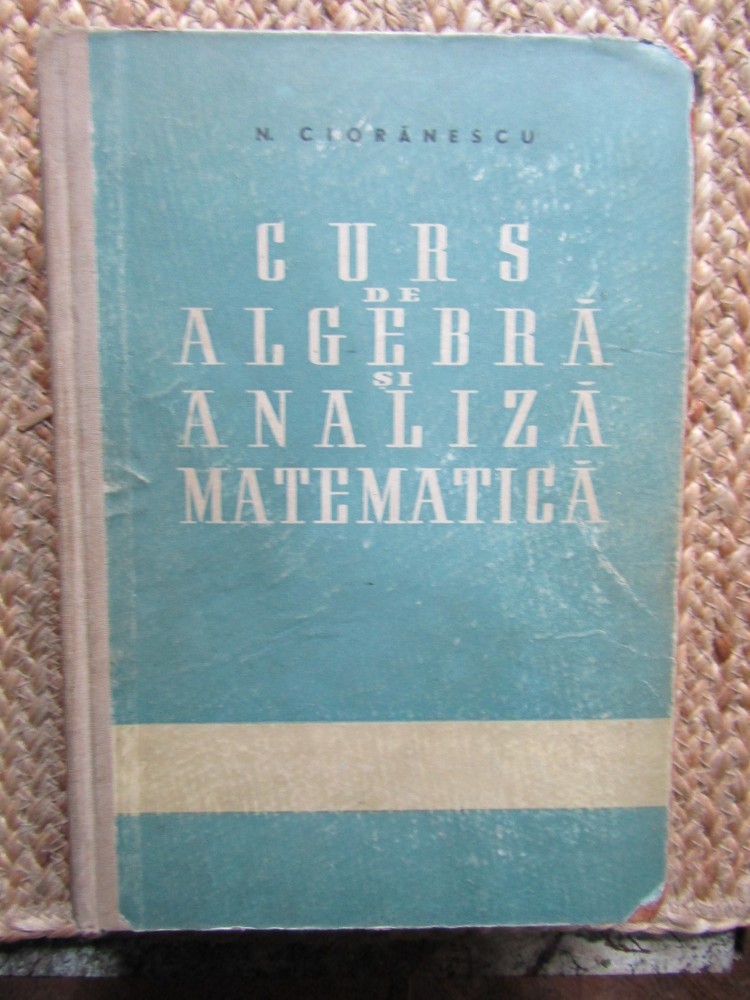 N. CIORĂNESCU
CURS
DE
ALGEBRĂ
ȘI
ANALIZĂ
MATEMATICĂ